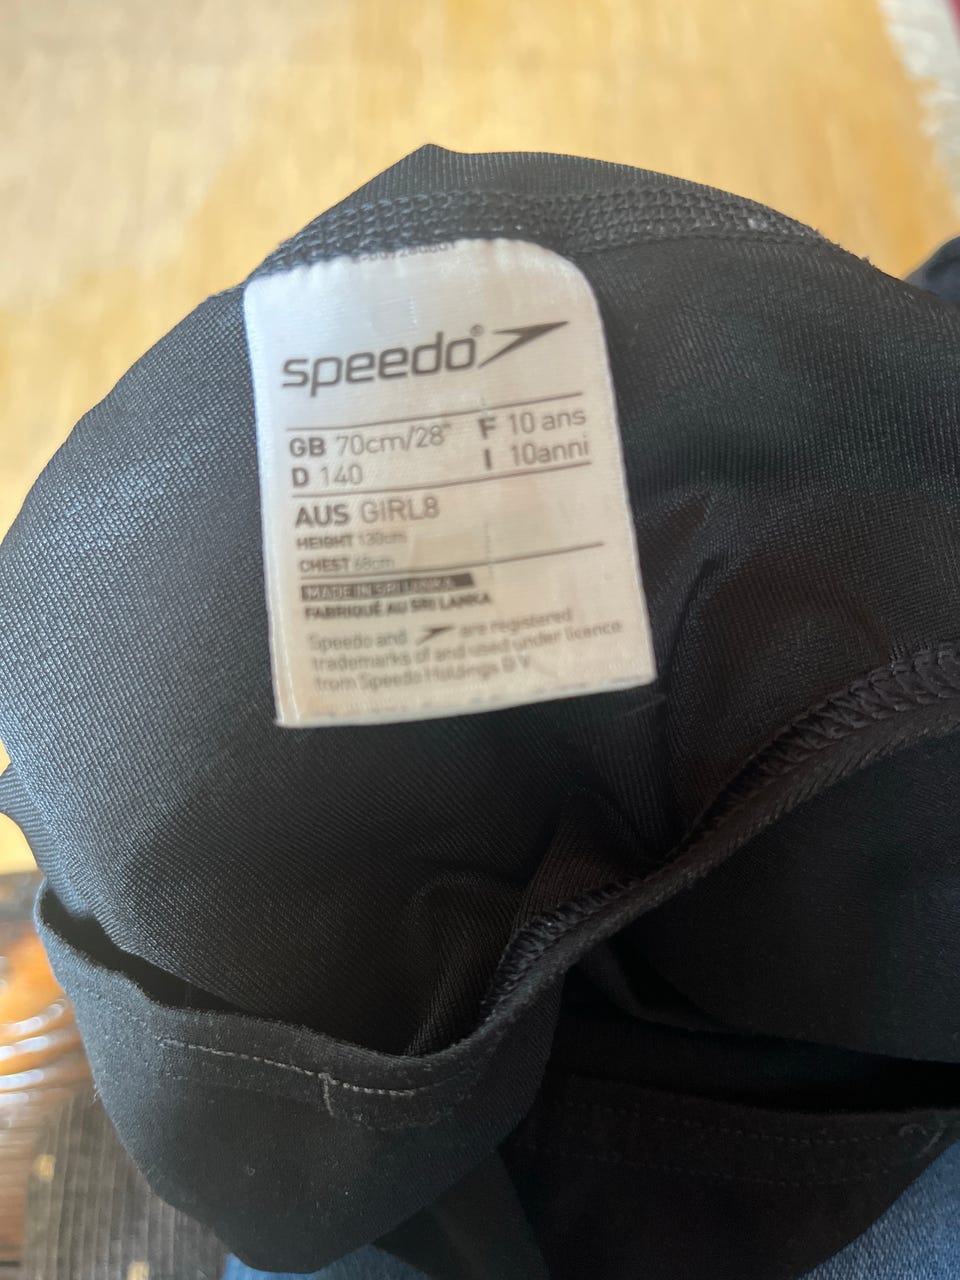 speedo®
GB 70cm/28" F 10 ans
D 140 I 10anni
AUS GIRL8
HEIGHT 130cm
CHEST 68cm
MADE IN SRI LANKA
FABRIQUÉ AU SRI LANKA
Speedo and are registered
trademarks of and used under licence
from Speedo Holdings B V